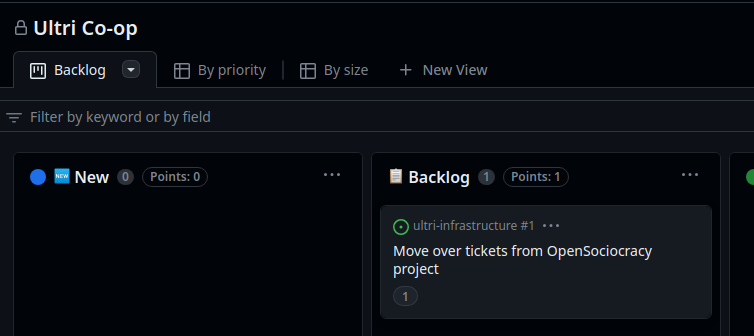 Ultri Co-op
Backlog
By priority
By size
+ New View
Filter by keyword or by field
NEW New 0 Points: 0 ...
Backlog 1 Points: 1 ...
ultri-infrastructure #1 ...
Move over tickets from OpenSociocracy
project
1